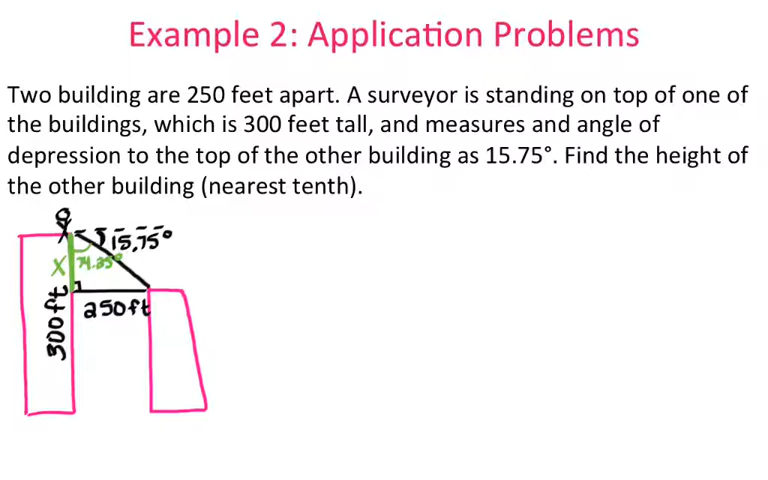 Example 2: Application Problems
Two building are 250 feet apart. A surveyor is standing on top of one of
the buildings, which is 300 feet tall, and measures and angle of
depression to the top of the other building as 15.75°. Find the height of
the other building (nearest tenth).
15.75°
X 74.25°
250ft
300ft